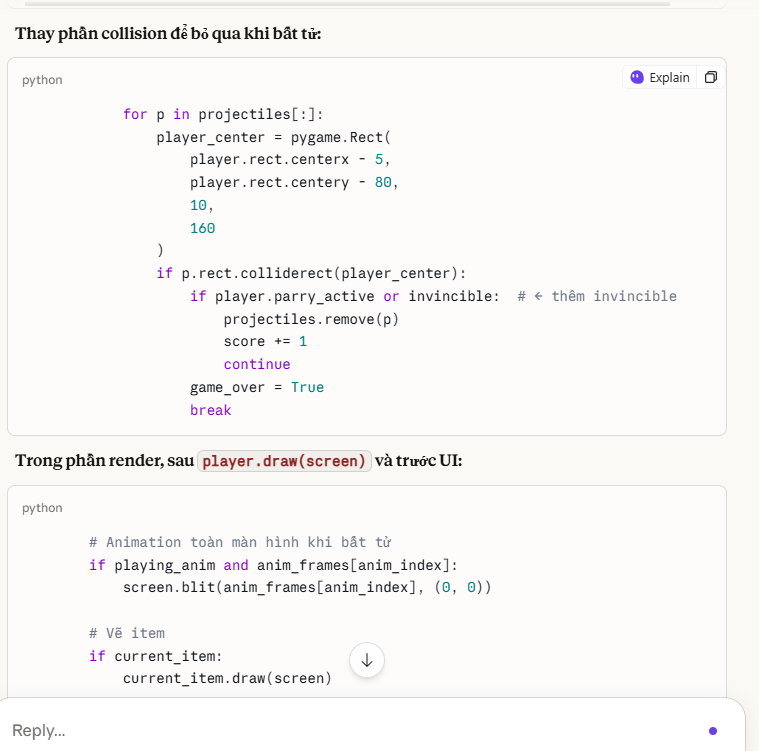 Thay phần collision để bỏ qua khi bất tử:
python
Explain
for p in projectiles[:]:
player_center = pygame.Rect(
player.rect.centerx - 5,
player.rect.centery - 80,
10,
160
)
if p.rect.colliderect(player_center):
if player.parry_active or invincible:  # ← thêm invincible
projectiles.remove(p)
score += 1
continue
game_over = True
break
Trong phần render, sau player.draw(screen) và trước UI:
python
# Animation toàn màn hình khi bất tử
if playing_anim and anim_frames[anim_index]:
screen.blit(anim_frames[anim_index], (0, 0))
# Vẽ item
if current_item:
current_item.draw(screen)
Reply...